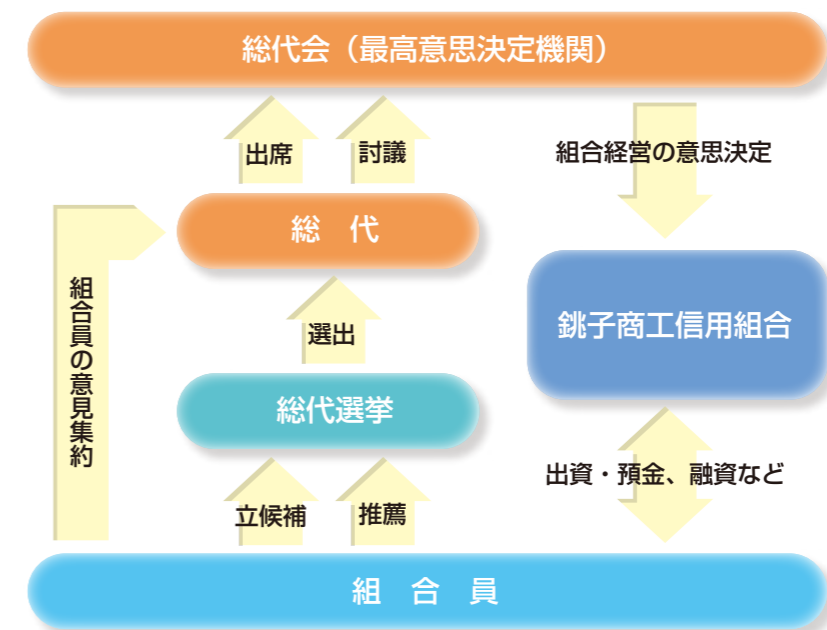 総代会（最高意思決定機関）
出席
討議
組合経営の意思決定
総　代
組合員の意見集約
選出
銚子商工信用組合
総代選挙
出資・預金、融資など
立候補
推薦
組　合　員